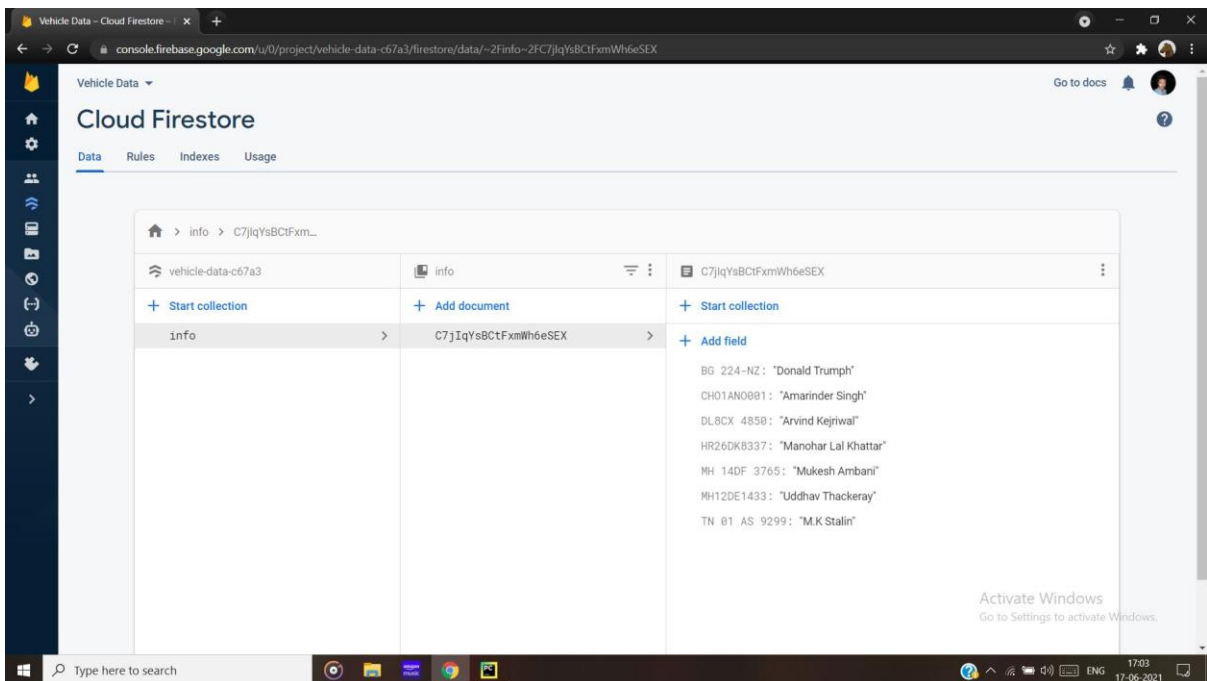 Vehicle Data – Cloud Firestore – F
console.firebase.google.com/u/0/project/vehicle-data-c67a3/firestore/data/~2Finfo~2FC7jIqYsBCtFxmWh6eSEX
Vehicle Data
Go to docs
Cloud Firestore
Data Rules Indexes Usage
info > C7jIqYsBCtFxm...
vehicle-data-c67a3
info
C7jIqYsBCtFxmWh6eSEX
+ Start collection
+ Add document
+ Start collection
info
C7jIqYsBCtFxmWh6eSEX
+ Add field
BG 224-NZ: "Donald Trumph"
CHO1ANO001: "Amarinder Singh"
DL8CX 4850: "Arvind Kejriwal"
HR26DK8337: "Manohar Lal Khattar"
MH 14DF 3765: "Mukesh Ambani"
MH12DE1433: "Uddhav Thackeray"
TN 01 AS 9299: "M.K Stalin"
Activate Windows
Go to Settings to activate Windows.
Type here to search
amazon music
PC
ENG
17:03
17-06-2021